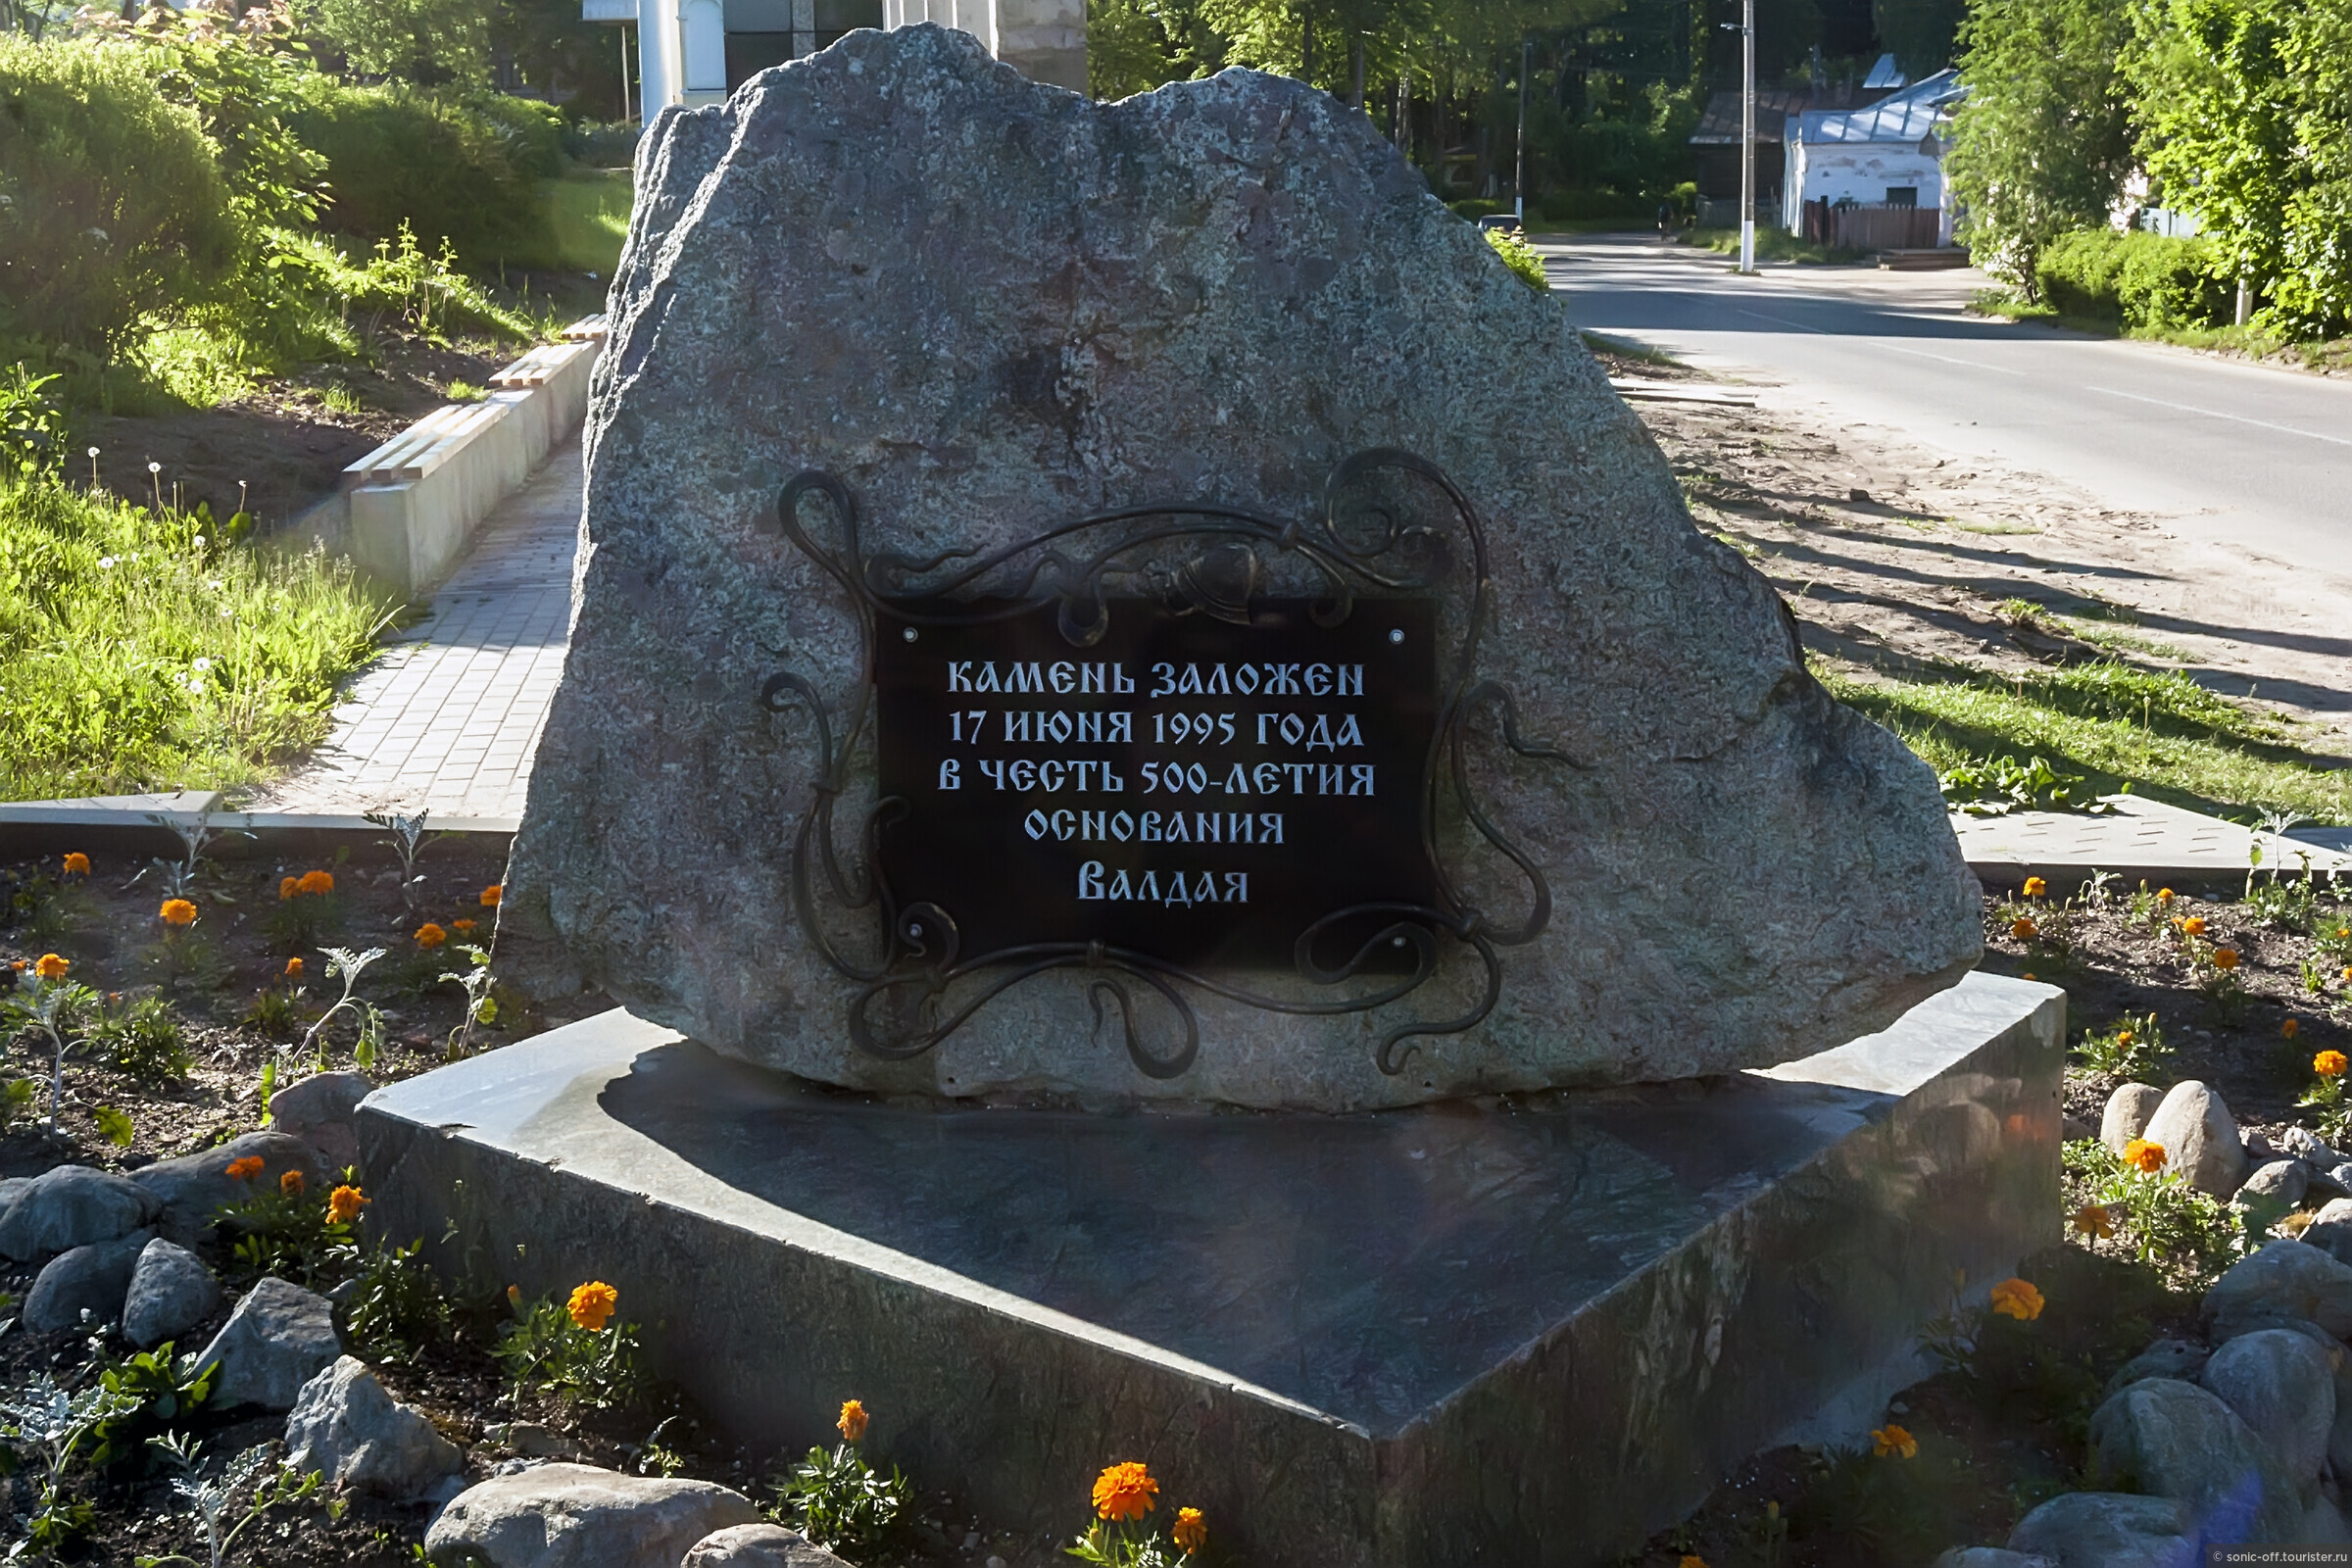 КАМЕНЬ ЗАЛОЖЕН
17 ИЮНЯ 1995 ГОДА
В ЧЕСТЬ 500-ЛЕТИЯ
ОСНОВАНИЯ
ВАЛДАЯ
© sonic-off.tourister.ru